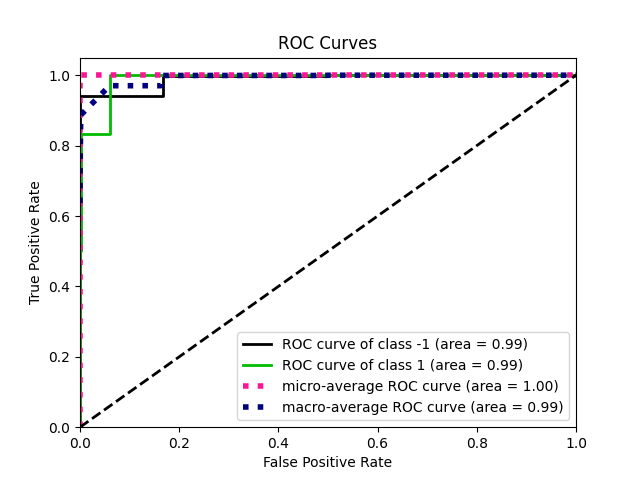 ROC Curves
True Positive Rate
1.0
0.8
0.6
0.4
0.2
0.0
ROC curve of class -1 (area = 0.99)
ROC curve of class 1 (area = 0.99)
micro-average ROC curve (area = 1.00)
macro-average ROC curve (area = 0.99)
0.0 0.2 0.4 0.6 0.8 1.0
False Positive Rate